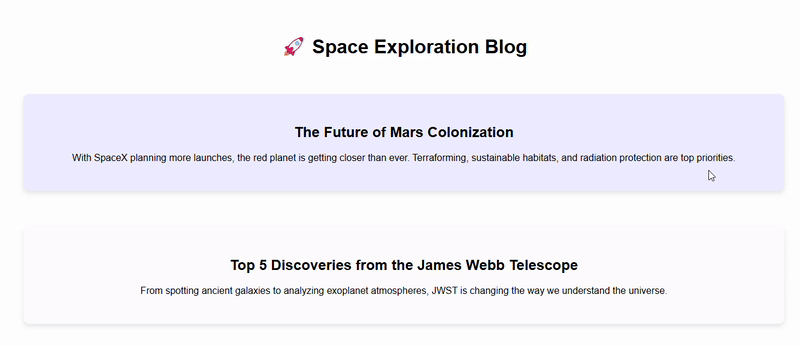 🚀 Space Exploration Blog
The Future of Mars Colonization
With SpaceX planning more launches, the red planet is getting closer than ever. Terraforming, sustainable habitats, and radiation protection are top priorities.
Top 5 Discoveries from the James Webb Telescope
From spotting ancient galaxies to analyzing exoplanet atmospheres, JWST is changing the way we understand the universe.